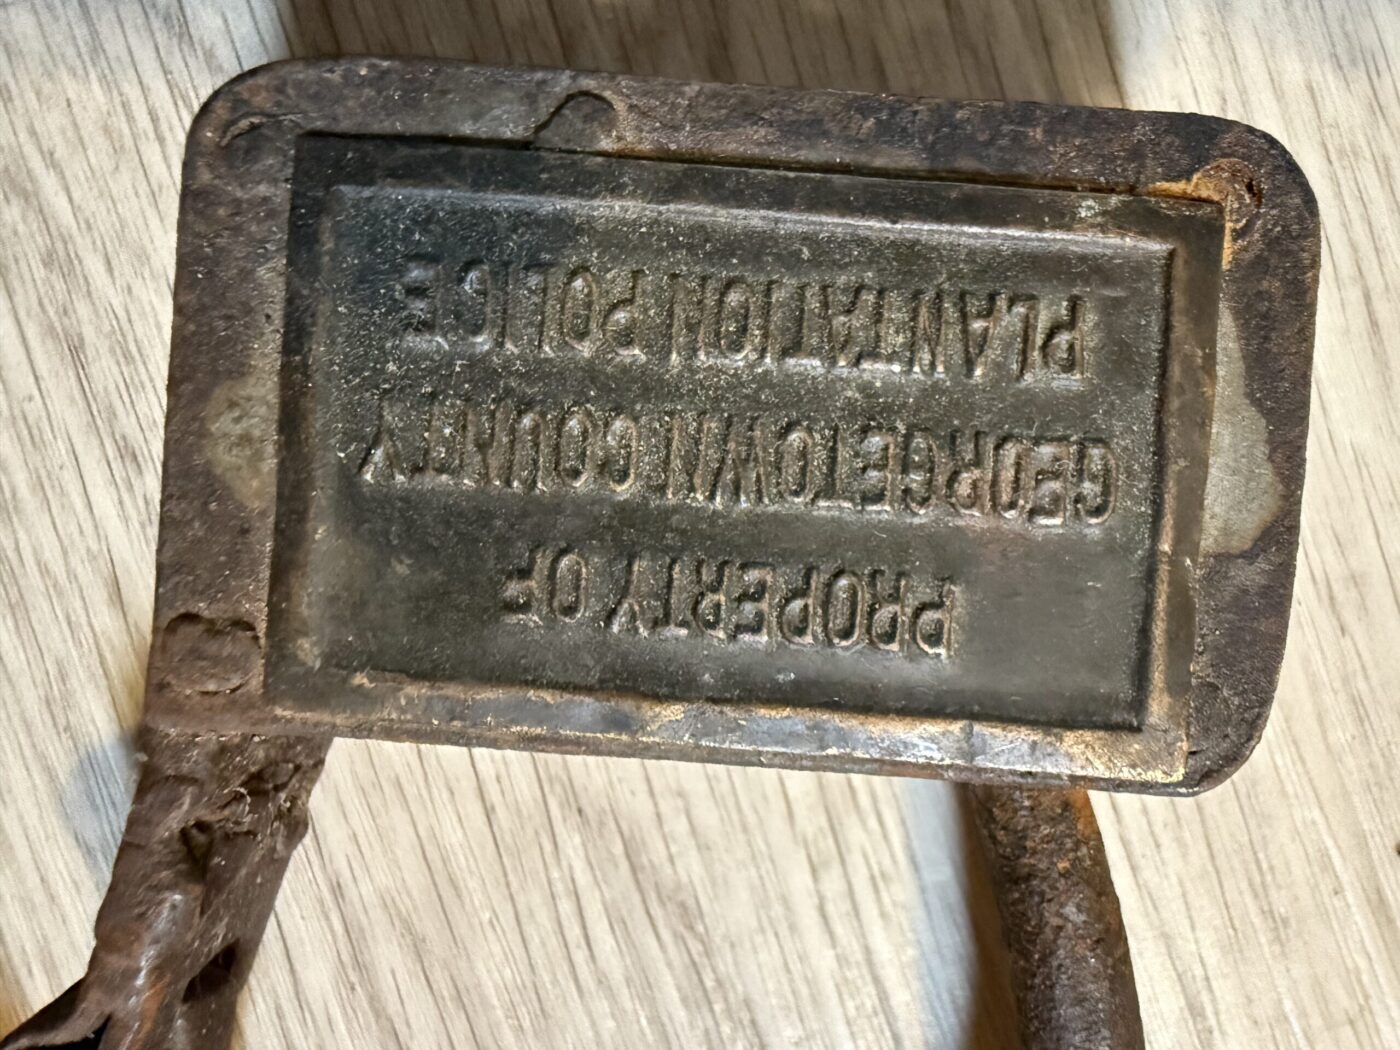 PROPERTY OF
GEORGETOWN COUNTY
PLANTATION POLICE